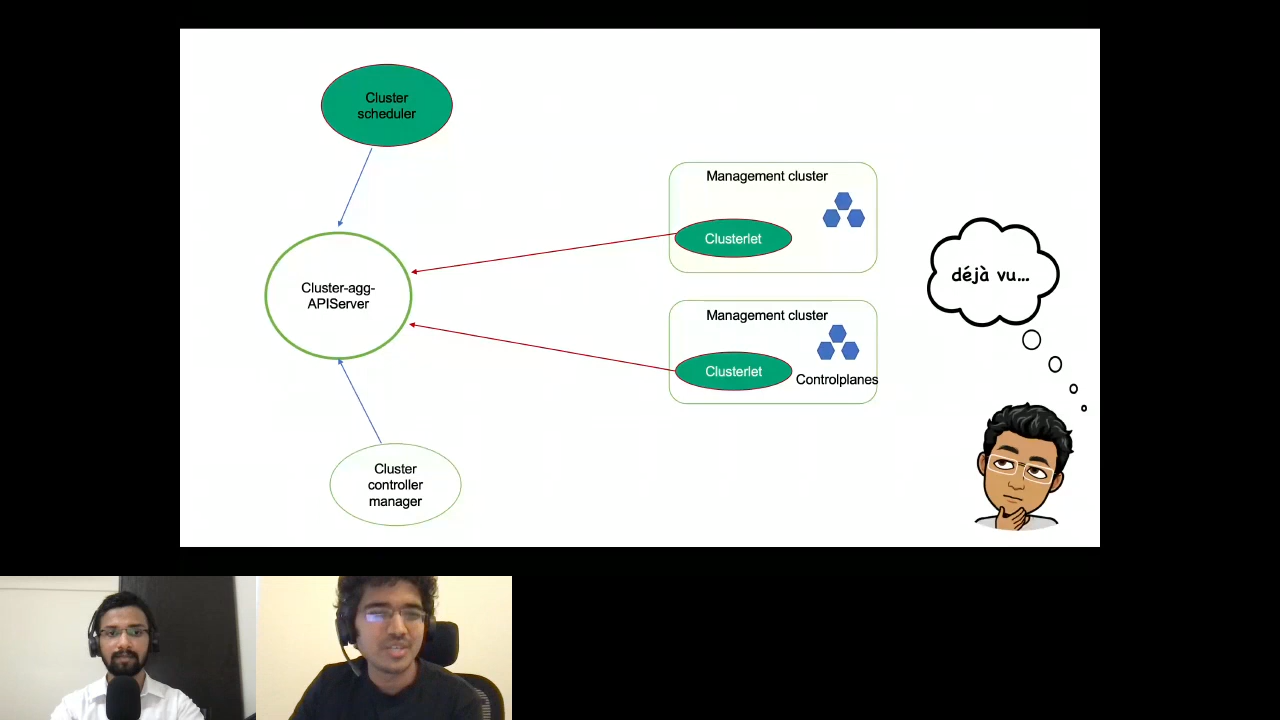 Cluster
scheduler
Cluster-agg-
APIServer
Cluster
controller
manager
Management cluster
Clusterlet
Management cluster
Clusterlet
Controlplanes
déjà vu...